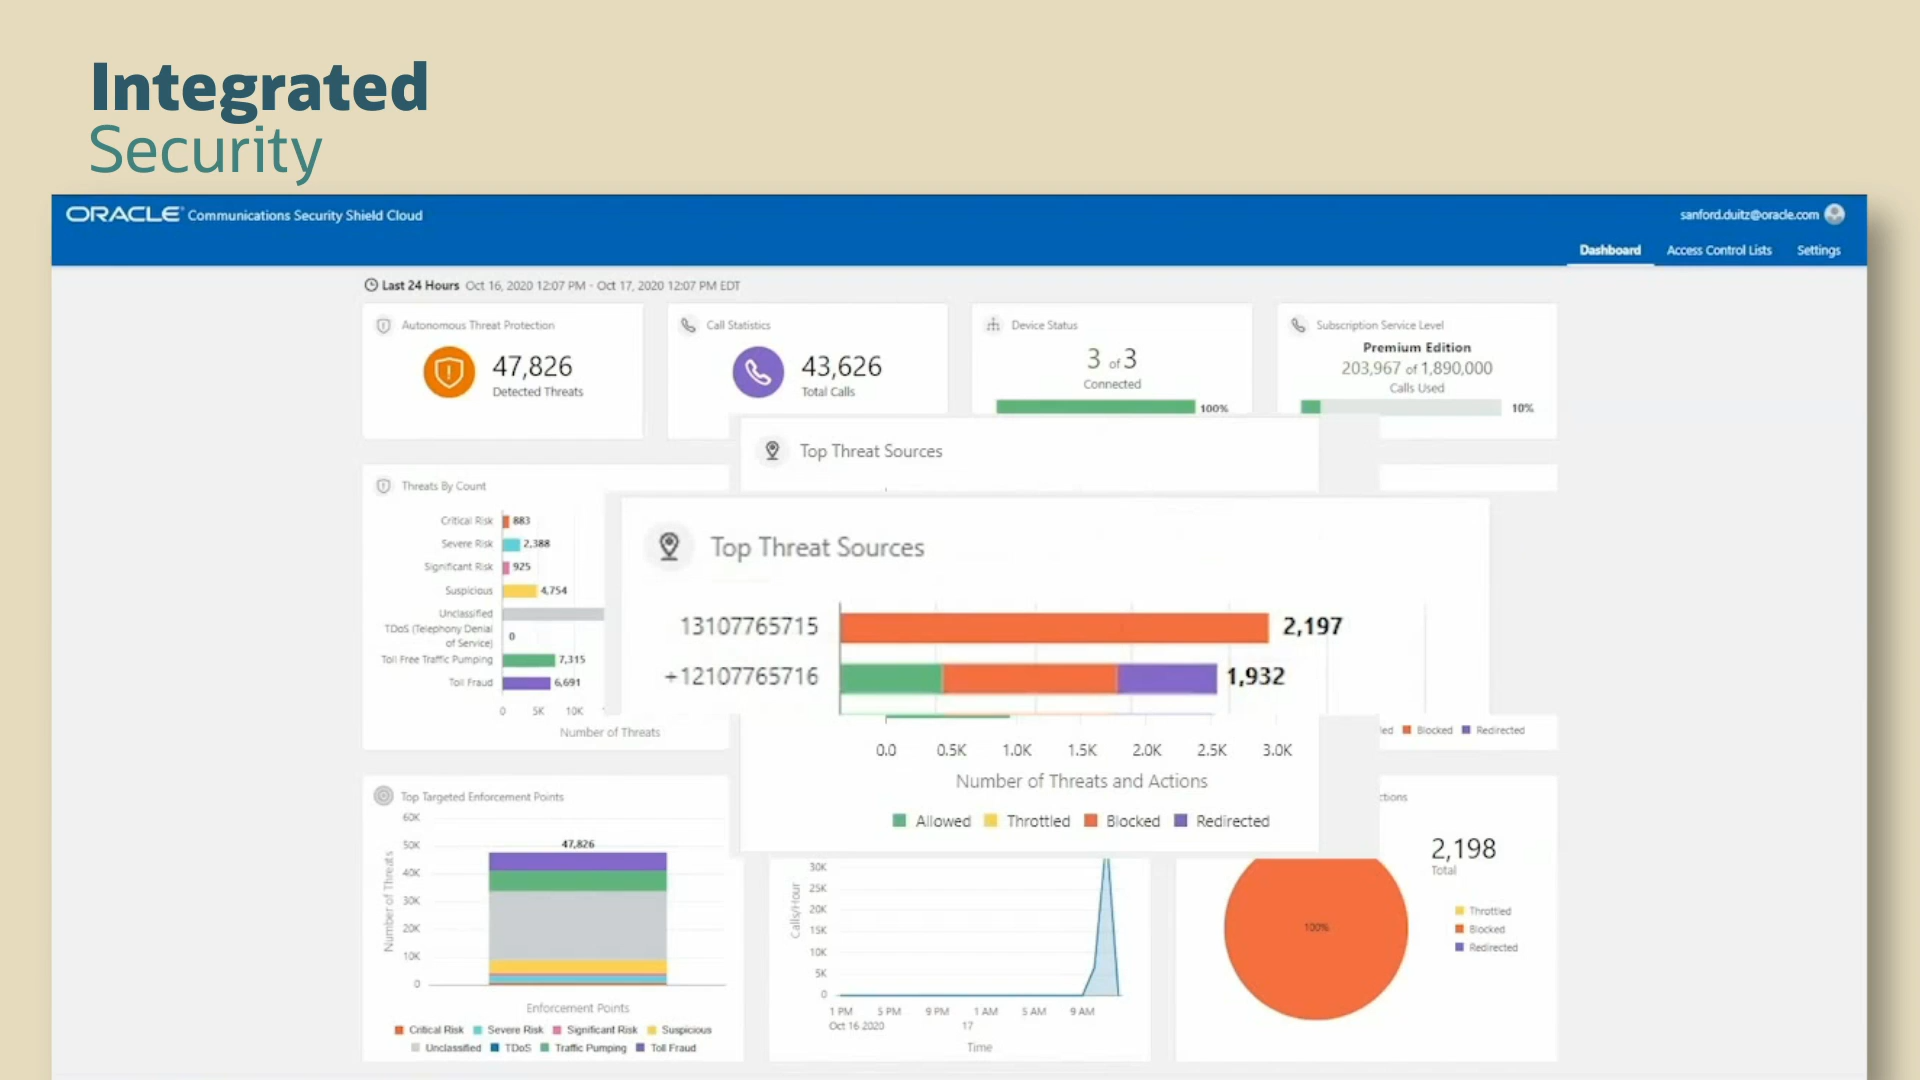 Integrated
Security
ORACLE Communications Security Shield Cloud
sanford.duitz@oracle.com
Dashboard Access Control Lists Settings
Last 24 Hours Oct 16, 2020 12:07 PM - Oct 17, 2020 12:07 PM EDT
Autonomous Threat Protection
47,826
Detected Threats
Call Statistics
43,626
Total Calls
Device Status
3 of 3
Connected
100%
Subscription Service Level
Premium Edition
203,967 of 1,890,000
Calls Used
10%
Threats By Count
Critical Risk 883
Severe Risk 2,388
Significant Risk 925
Suspicious 4,754
Unclassified
TDoS (Telephony Denial
of Service) 0
Toll Free Traffic Pumping 7,315
Toll Fraud 6,691
0 5K 10K
Number of Threats
Top Threat Sources
Top Threat Sources
13107765715 2,197
+12107765716 1,932
0.0 0.5K 1.0K 1.5K 2.0K 2.5K 3.0K
Number of Threats and Actions
Allowed Throttled Blocked Redirected
Blocked Redirected
Top Targeted Enforcement Points
60K
50K
40K
30K
20K
10K
0
Number of Threats
47,826
Enforcement Points
Critical Risk Severe Risk Significant Risk Suspicious
Unclassified TDoS Traffic Pumping Toll Fraud
30K
25K
20K
15K
10K
5K
0
Calls/Hour
1 PM 5 PM 9 PM 1 AM 5 AM 9 AM
Oct 16 2020 17
Time
2,198
Total
100%
Throttled
Blocked
Redirected